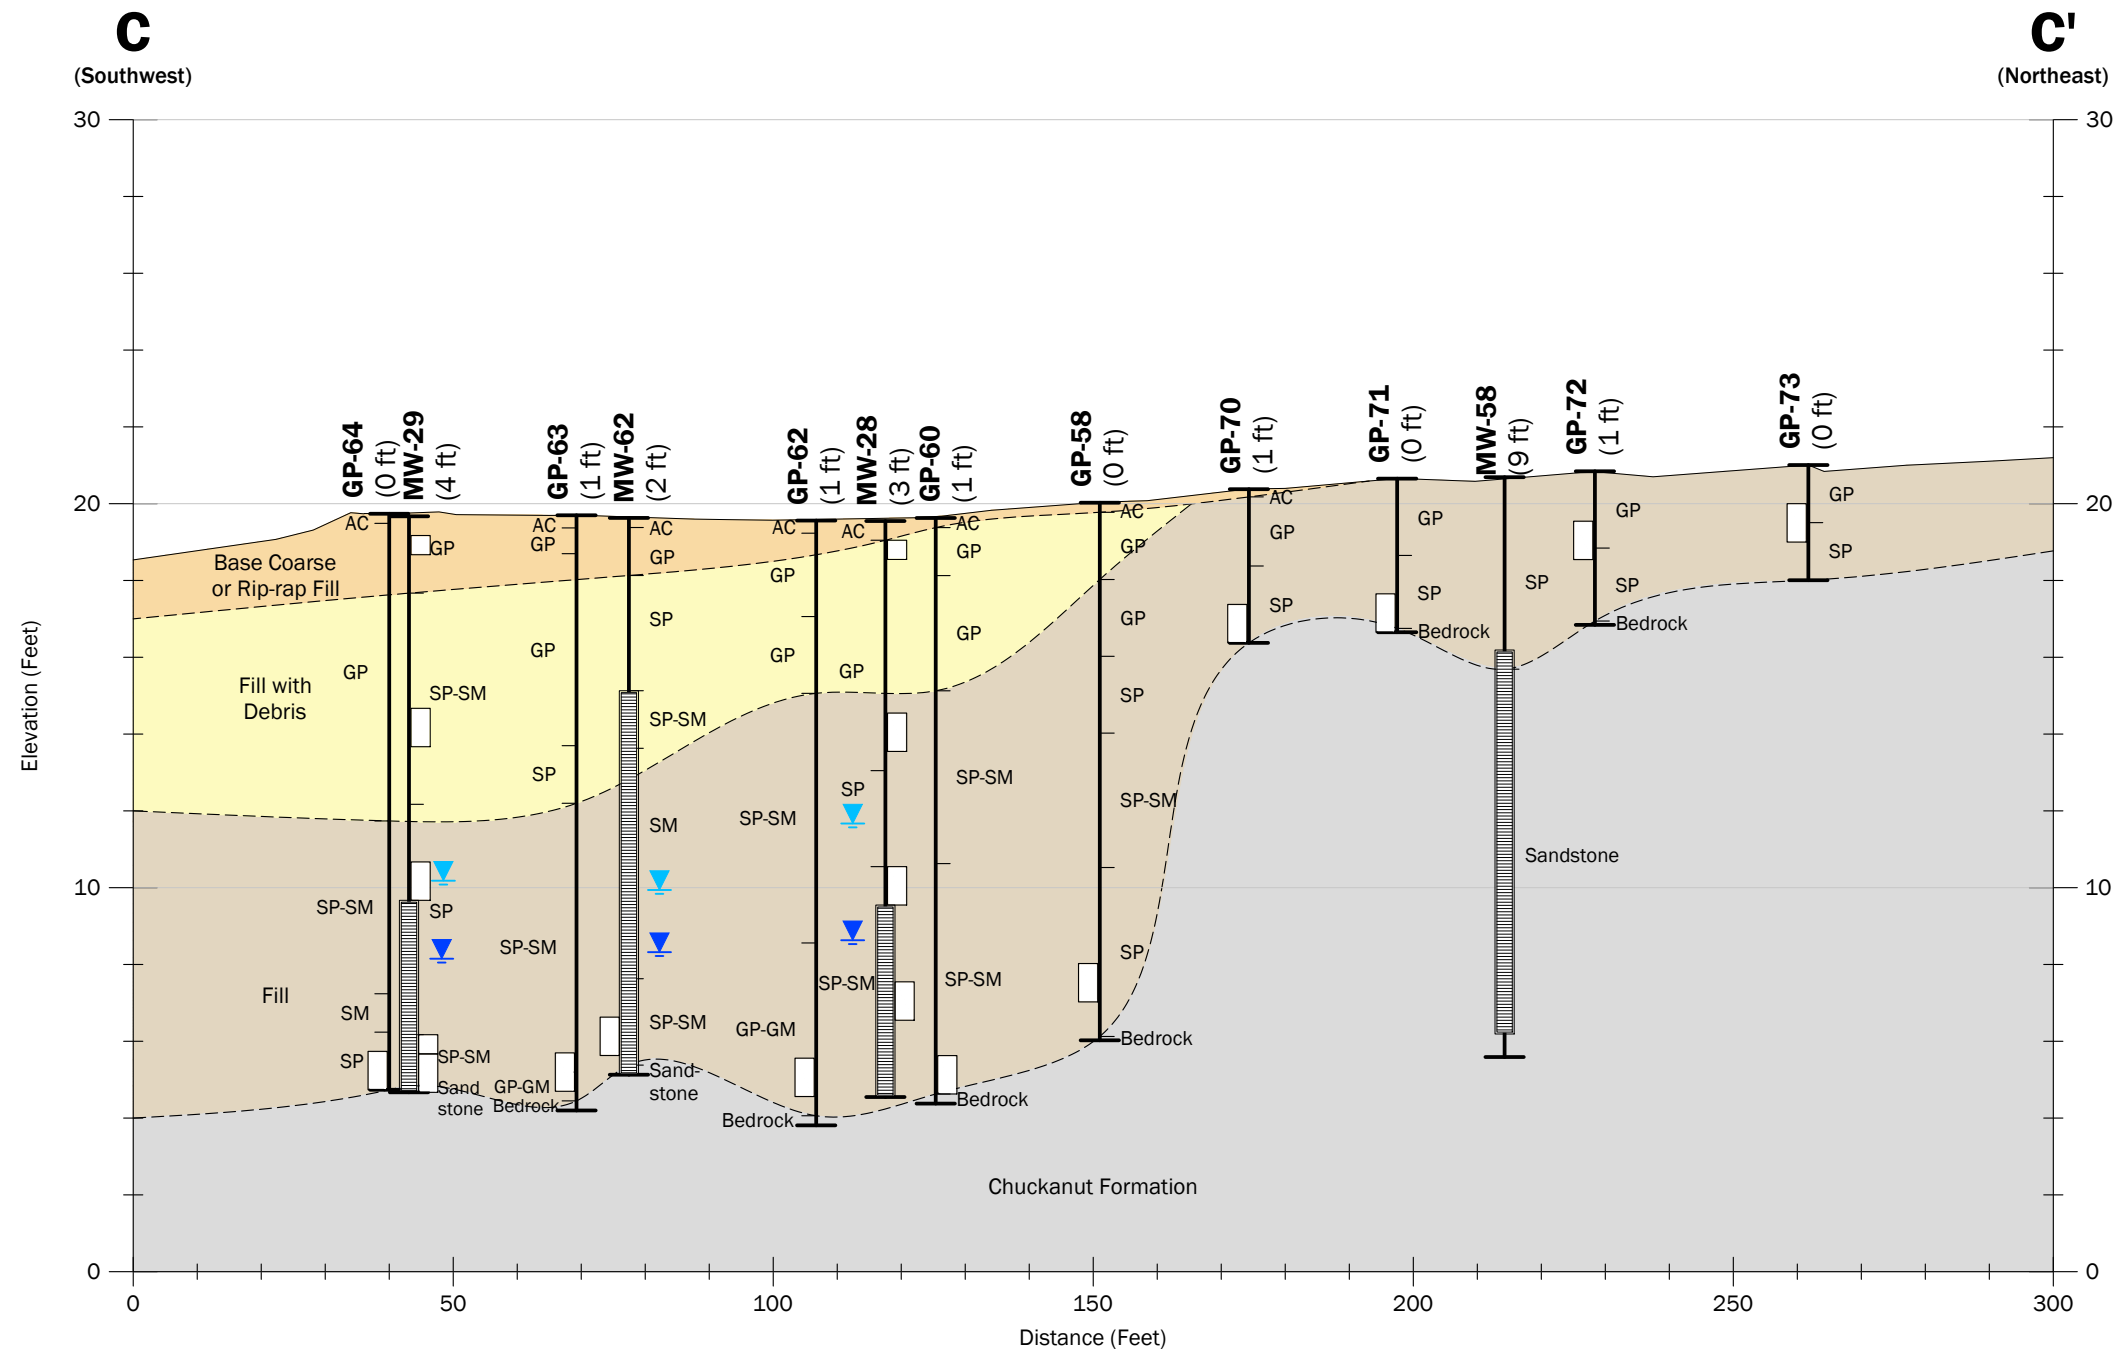 C
(Southwest)
C'
(Northeast)
30
30
20
20
10
10
0
0
Elevation (Feet)
GP-64
(0 ft)
MW-29
(4 ft)
GP-63
(1 ft)
MW-62
(2 ft)
GP-62
(1 ft)
MW-28
(3 ft)
GP-60
(1 ft)
GP-58
(0 ft)
GP-70
(1 ft)
GP-71
(0 ft)
MW-58
(9 ft)
GP-72
(1 ft)
GP-73
(0 ft)
Base Coarse
or Rip-rap Fill
Fill with
Debris
Fill
Chuckanut Formation
AC
GP
SP-SM
SM
SP
GP
SP-SM
SP
SP-SM
Sand
stone
AC
GP
GP
SP
SP-SM
GP-GM
Bedrock
AC
GP
SP
SP-SM
SM
SP-SM
Sand-
stone
AC
GP
GP
SP-SM
GP-GM
Bedrock
AC
GP
SP
SP-SM
AC
GP
GP
SP-SM
SP-SM
Bedrock
AC
GP
GP
SP
SP-SM
SP
Bedrock
AC
GP
SP
GP
SP
Bedrock
SP
Sandstone
GP
SP
Bedrock
GP
SP
0
50
100
150
200
250
300
Distance (Feet)